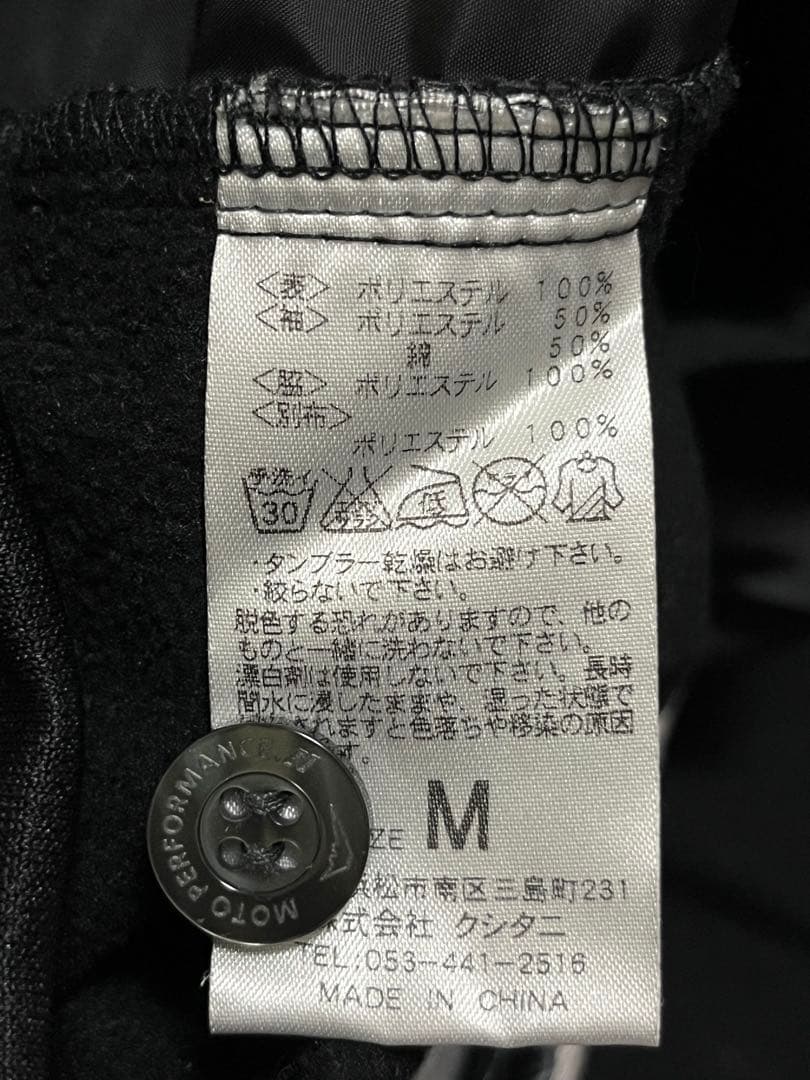 <表> ポリエステル 100%
<袖> ポリエステル 50%
綿 50%
<脇> ポリエステル 100%
<別布>
ポリエステル 100%
手洗イ
30 低
・タンブラー乾燥はお避け下さい。
・絞らないで下さい。
脱色する恐れがありますので、他の
ものと一緒に洗わないで下さい。
漂白剤は使用しないで下さい。長時
間水に浸したままや、湿った状態で
されますと色落ちや移染の原因
す。
ZE M
MOTO PERFORMANCE
浜松市南区三島町231
株式会社 クシタニ
TEL:053-441-2516
MADE IN CHINA